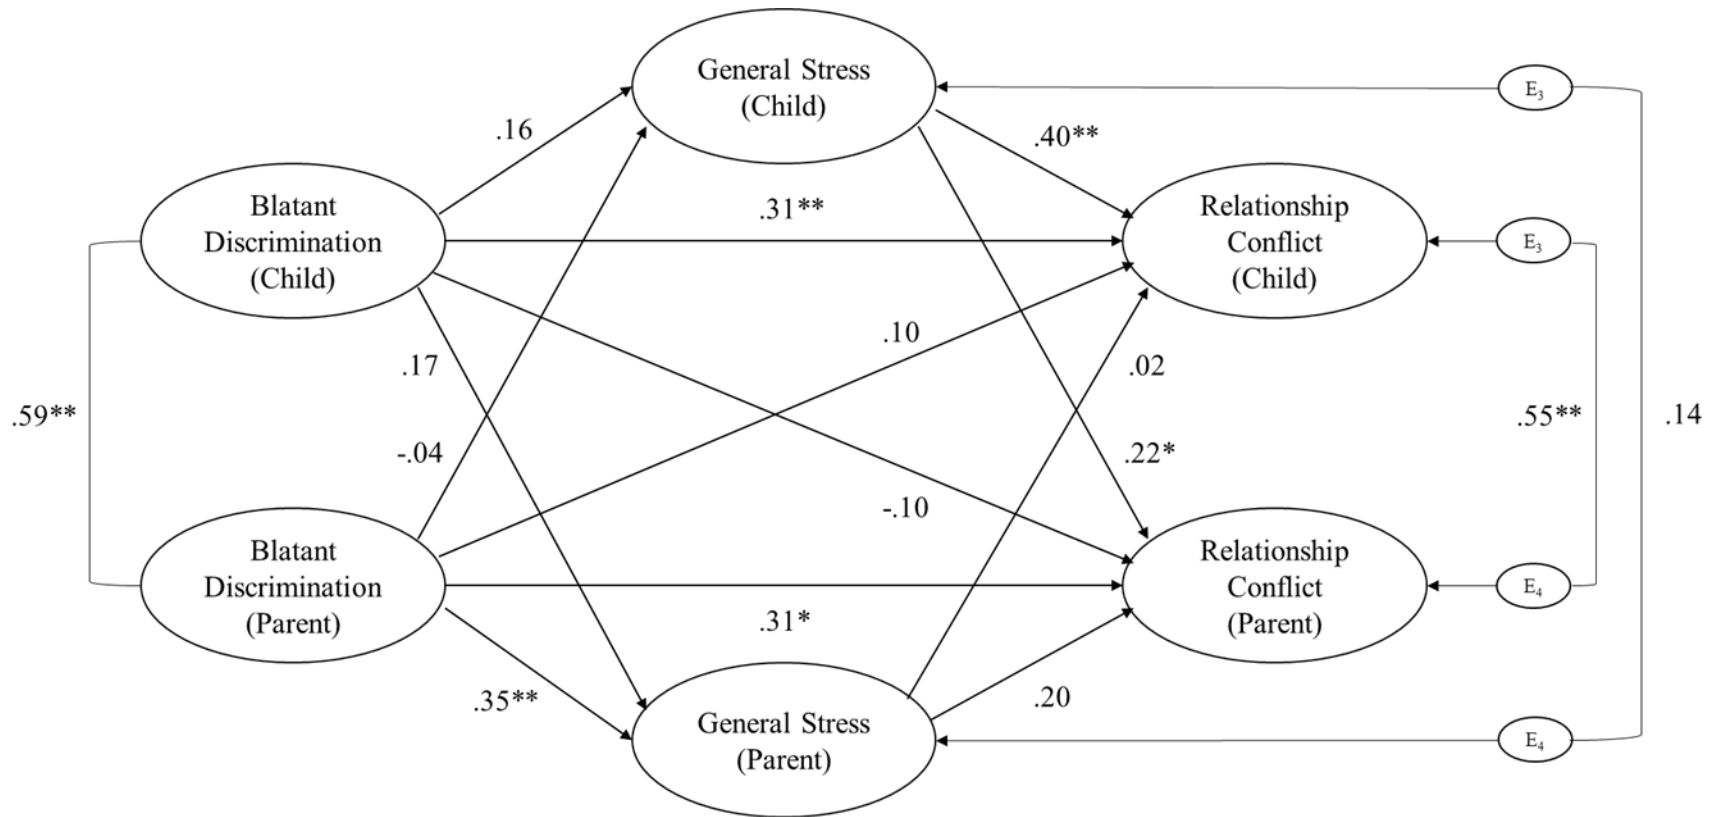 General Stress
(Child)
E3
.16
.40**
.31**
Blatant
Discrimination
(Child)
Relationship
Conflict
(Child)
E3
.10
.17
.02
.59**
.55**
.14
-.04
.22*
-.10
Blatant
Discrimination
(Parent)
Relationship
Conflict
(Parent)
E4
.31*
.35**
.20
General Stress
(Parent)
E4